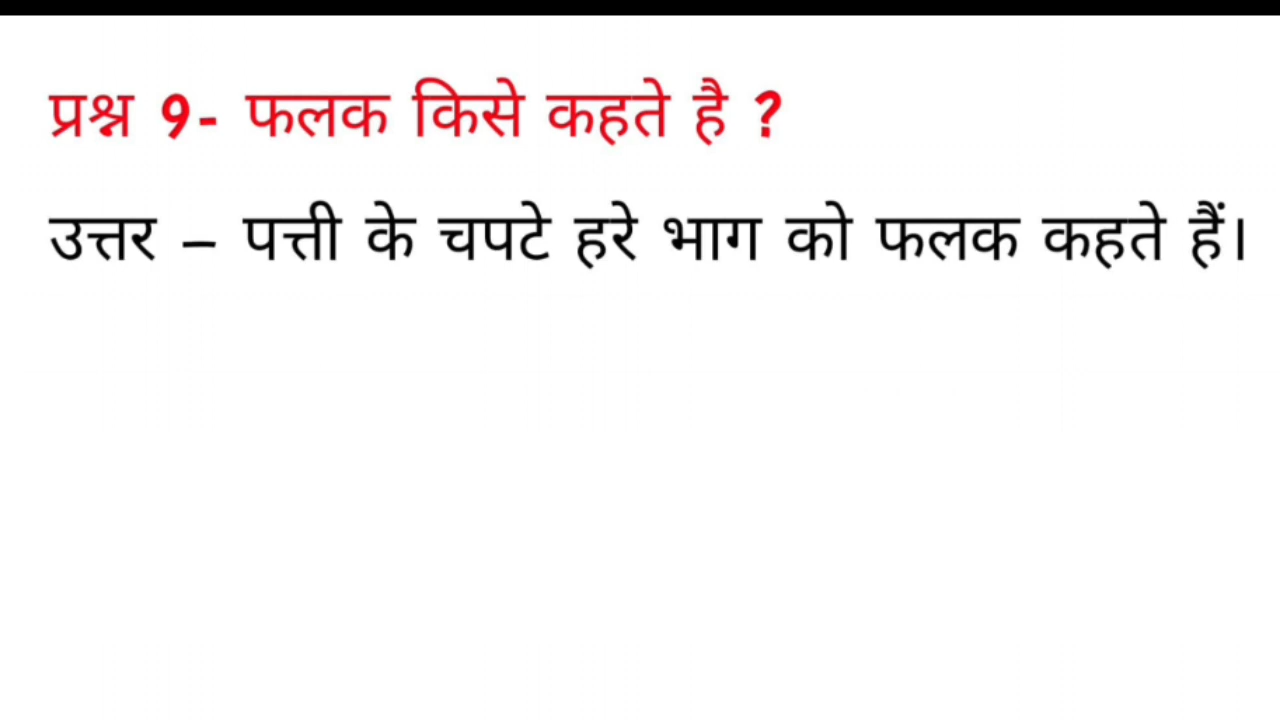 प्रश्न 9- फलक किसे कहते है ?
उत्तर – पत्ती के चपटे हरे भाग को फलक कहते हैं।